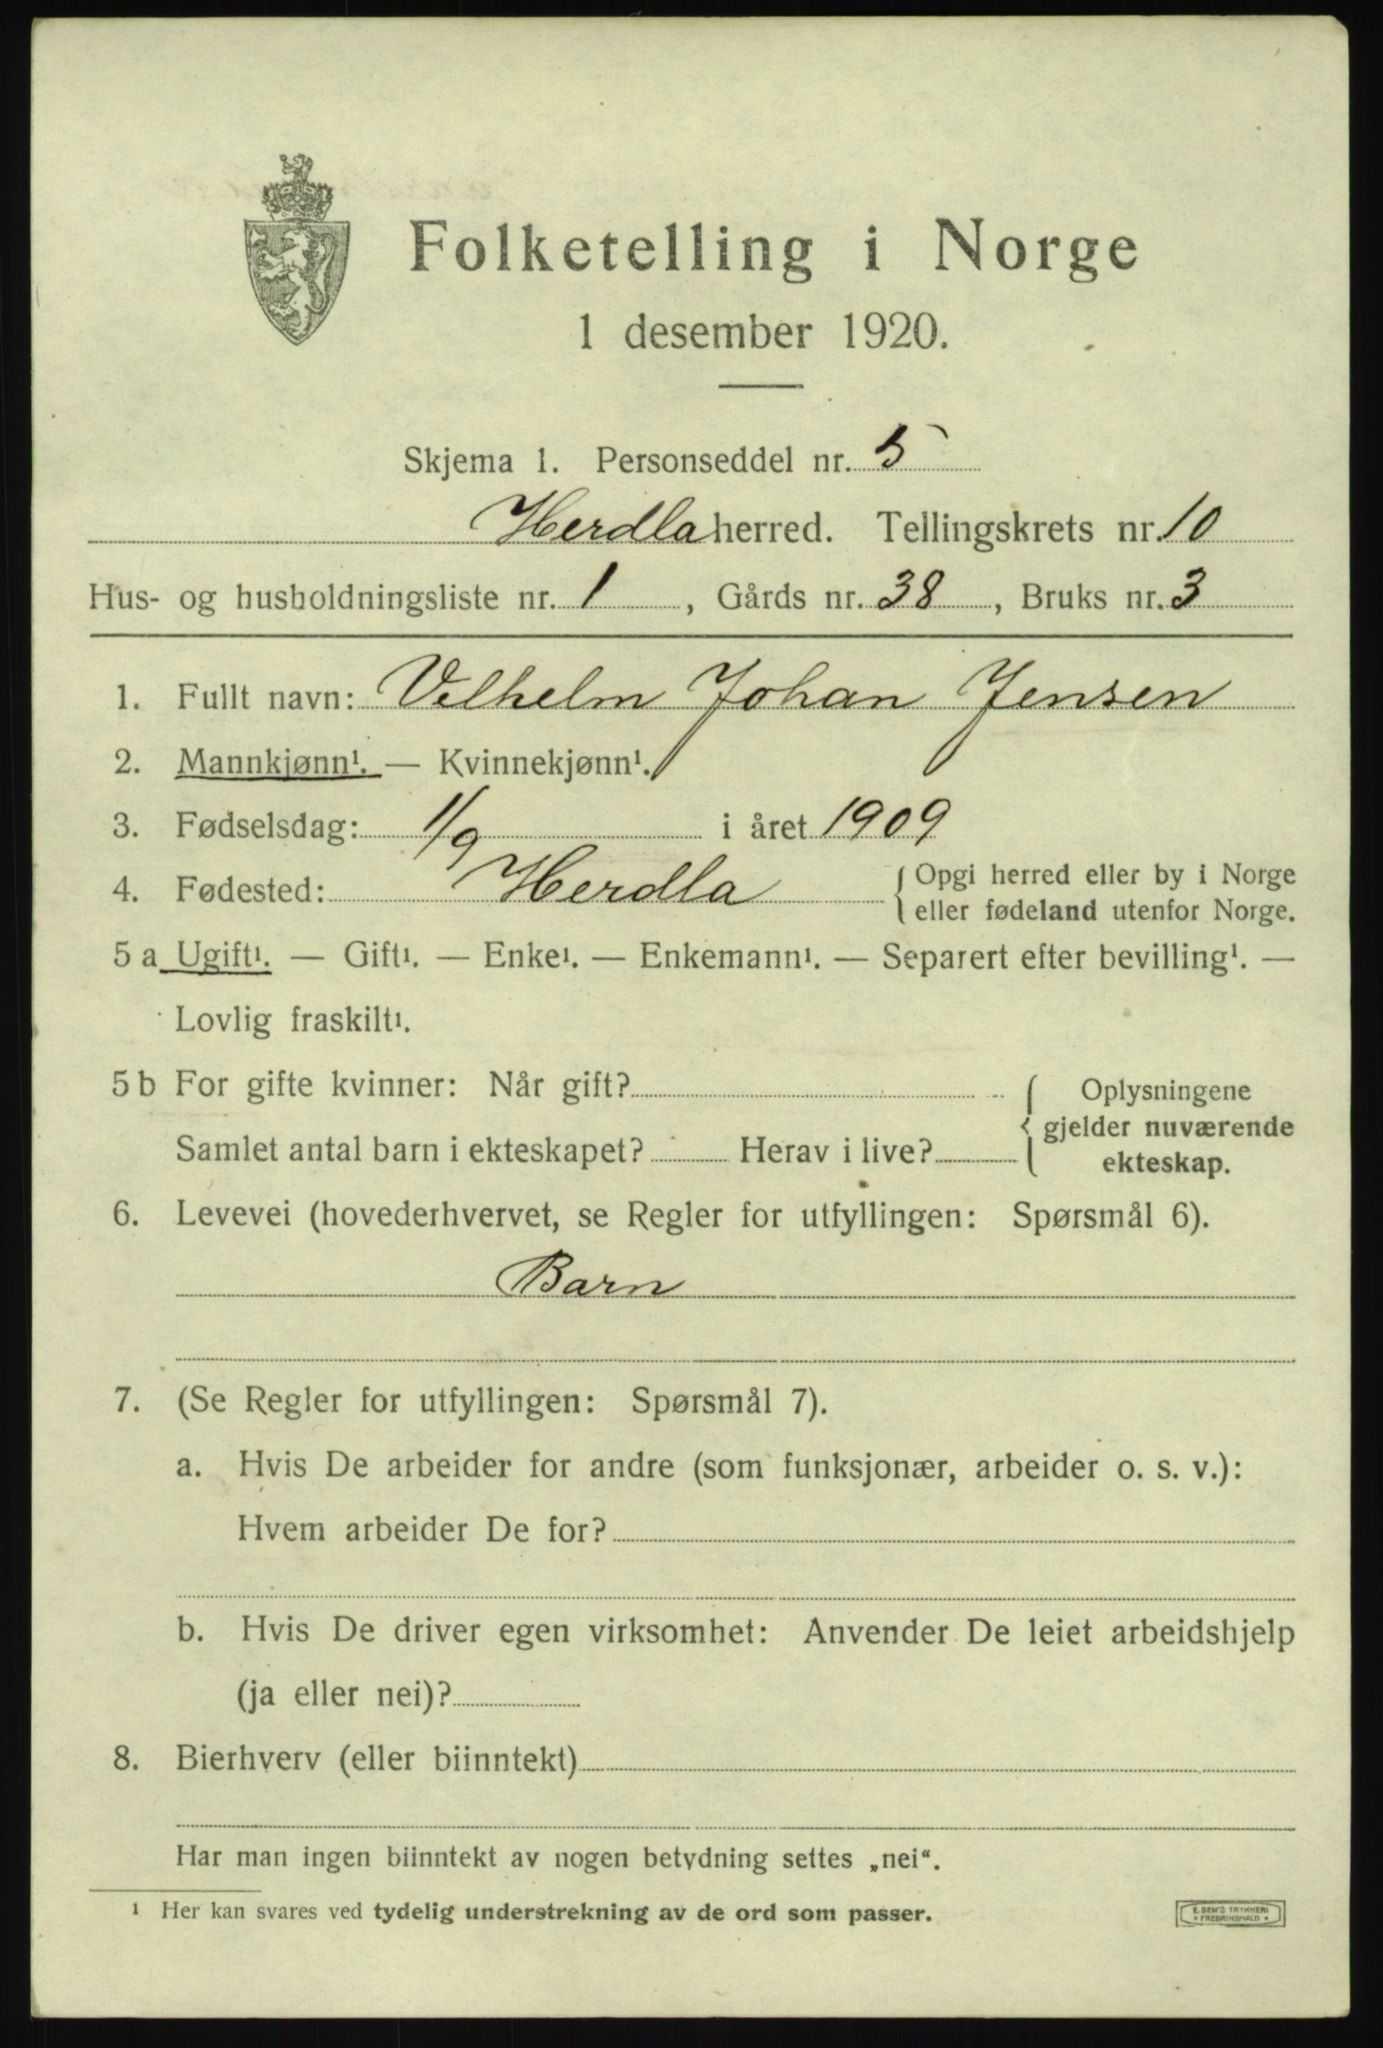 Folketelling i Norge
1 desember 1920.
Skjema 1. Personseddel nr. 5
Herdla herred. Tellingskrets nr. 10
Hus- og husholdningsliste nr. 1, Gårds nr. 38, Bruks nr. 3
1. Fullt navn: Velhelm Johan Jensen
2. Mannkjønn¹. — Kvinnekjønn¹.
3. Fødselsdag: 1/9 i året 1909
4. Fødested: Herdla { Opgi herred eller by i Norge
eller fødeland utenfor Norge.
5 a Ugift¹. — Gift¹. — Enke¹. — Enkemann¹. — Separert efter bevilling¹. —
Lovlig fraskilt¹.
5 b For gifte kvinner: Når gift? { Oplysningene
gjelder nuværende
Samlet antal barn i ekteskapet? Herav i live? ekteskap.
6. Levevei (hovederhvervet, se Regler for utfyllingen: Spørsmål 6).
Barn
7. (Se Regler for utfyllingen: Spørsmål 7).
a. Hvis De arbeider for andre (som funksjonær, arbeider o. s. v.):
Hvem arbeider De for?
b. Hvis De driver egen virksomhet: Anvender De leiet arbeidshjelp
(ja eller nei)?
8. Bierhverv (eller biinntekt)
Har man ingen biinntekt av nogen betydning settes „nei“.
¹ Her kan svares ved tydelig understrekning av de ord som passer.
E. SEM'S TRYKKERI
FREDRIKSHALD